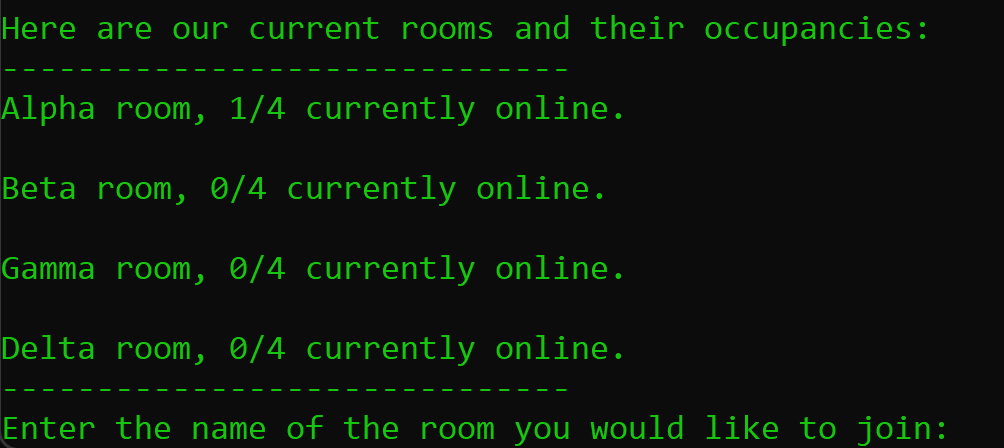 Here are our current rooms and their occupancies:
------------------------------
Alpha room, 1/4 currently online.
Beta room, 0/4 currently online.
Gamma room, 0/4 currently online.
Delta room, 0/4 currently online.
------------------------------
Enter the name of the room you would like to join: